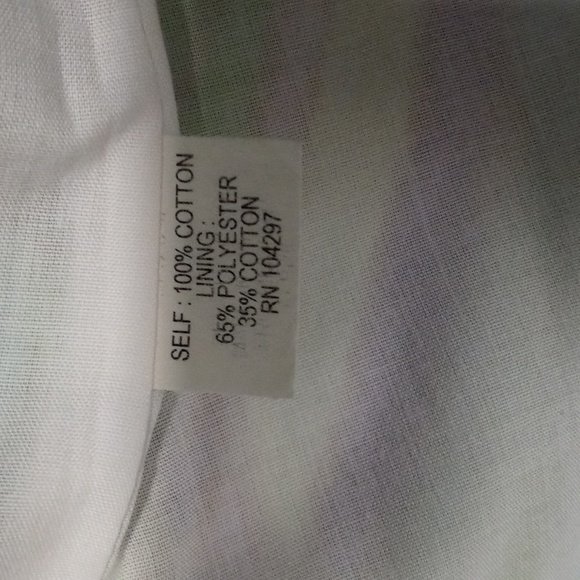 SELF : 100% COTTON
LINING :
65% POLYESTER
35% COTTON
RN 104297